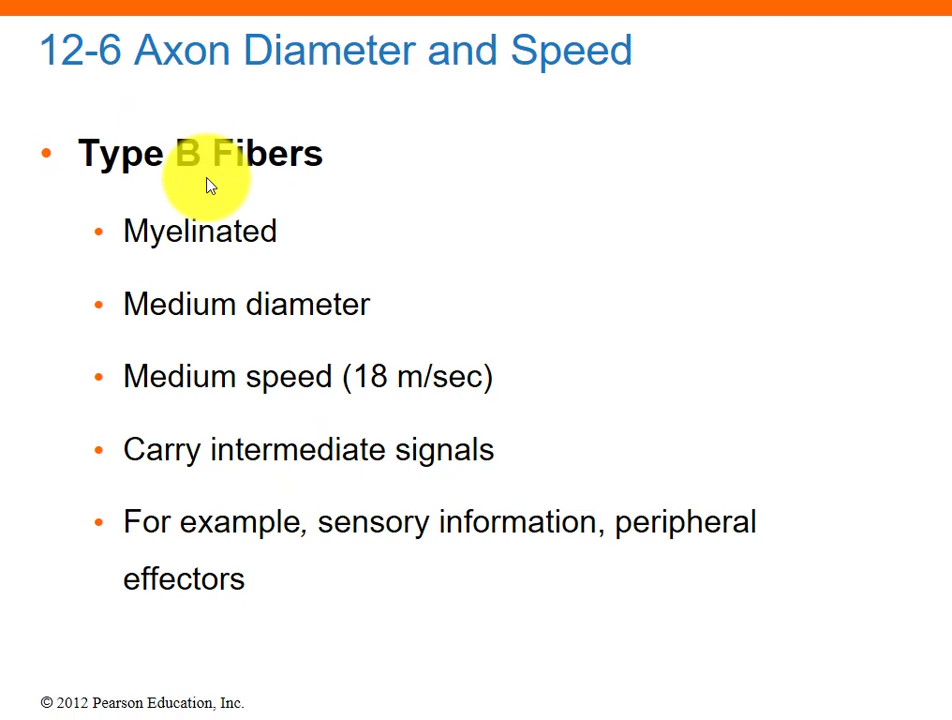 12-6 Axon Diameter and Speed
• Type B Fibers
• Myelinated
• Medium diameter
• Medium speed (18 m/sec)
• Carry intermediate signals
• For example, sensory information, peripheral
effectors
© 2012 Pearson Education, Inc.